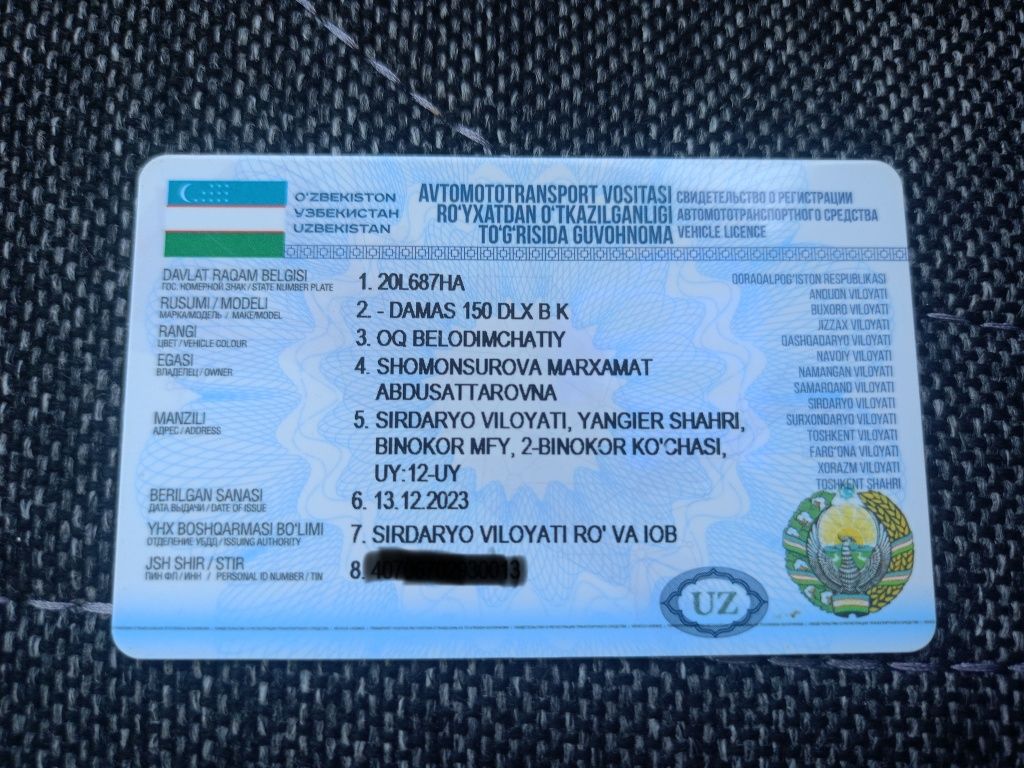 O'ZBEKISTON
ЎЗБЕКИСТАН
UZBEKISTAN
AVTOMOTOTRANSPORT VOSITASI
RO'YXATDAN O'TKAZILGANLIGI
TO'G'RISIDA GUVOHNOMA
СВИДЕТЕЛЬСТВО О РЕГИСТРАЦИИ
АВТОМОТОТРАНСПОРТНОГО СРЕДСТВА
VEHICLE LICENCE
DAVLAT RAQAM BELGISI
ГОС. НОМЕРНОЙ ЗНАК / STATE NUMBER PLATE
1. 20L687HA
RUSUMI / MODELI
МАРКА/МОДЕЛЬ / MAKE/MODEL
2. - DAMAS 150 DLX B K
RANGI
ЦВЕТ / VEHICLE COLOUR
3. OQ BELODIMCHATIY
EGASI
ВЛАДЕЛЕЦ / OWNER
4. SHOMONSUROVA MARXAMAT
ABDUSATTAROVNA
MANZILI
АДРЕС / ADDRESS
5. SIRDARYO VILOYATI, YANGIER SHAHRI,
BINOKOR MFY, 2-BINOKOR KO'CHASI,
UY:12-UY
BERILGAN SANASI
ДАТА ВЫДАЧИ / DATE OF ISSUE
6. 13.12.2023
YHX BOSHQARMASI BO'LIMI
ОТДЕЛЕНИЕ УБДД / ISSUING AUTHORITY
7. SIRDARYO VILOYATI RO' VA IOB
JSH SHIR / STIR
ПИН ФЛ / ИНН / PERSONAL ID NUMBER / TIN
8.
QORAQALPOG'ISTON RESPUBLIKASI
ANDIJON VILOYATI
BUXORO VILOYATI
JIZZAX VILOYATI
QASHQADARYO VILOYATI
NAVOIY VILOYATI
NAMANGAN VILOYATI
SAMARQAND VILOYATI
SIRDARYO VILOYATI
SURXONDARYO VILOYATI
TOSHKENT VILOYATI
FARG'ONA VILOYATI
XORAZM VILOYATI
TOSHKENT SHAHRI
UZ